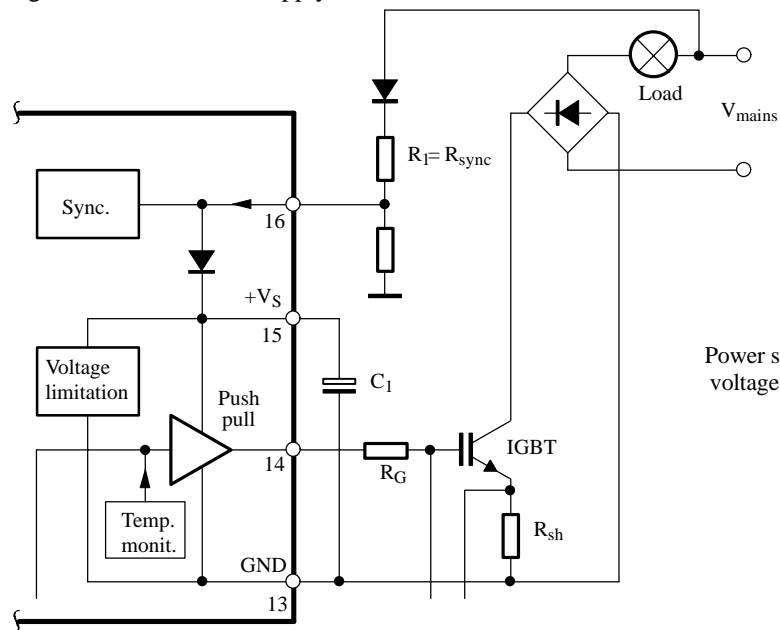 Load
V_mains
R_1= R_sync
Sync.
16
+V_S
15
Voltage
limitation
Push
pull
C_1
Power s
voltage
14
R_G
IGBT
Temp.
monit.
R_sh
GND
13